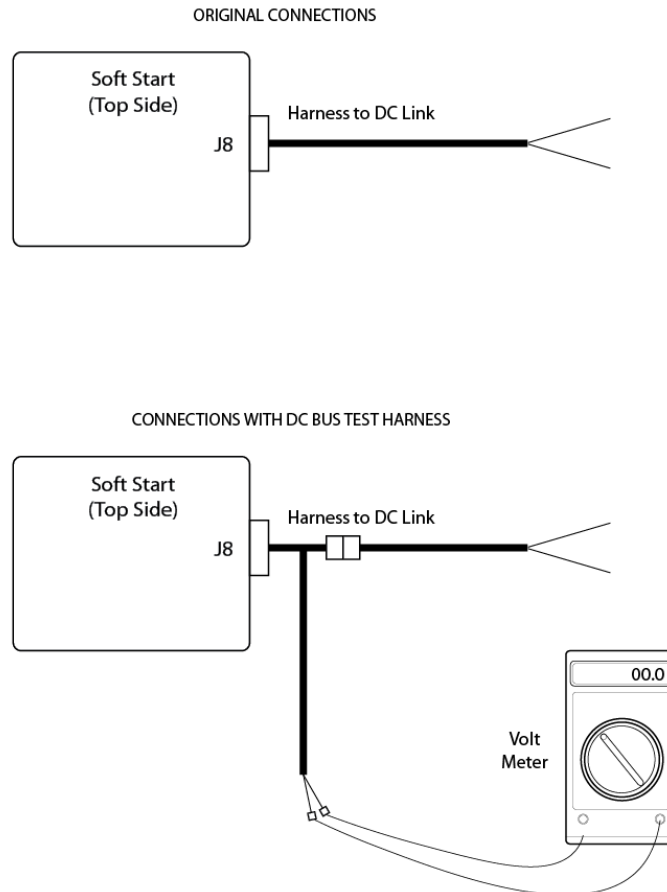 ORIGINAL CONNECTIONS
Soft Start
(Top Side)
Harness to DC Link
J8
CONNECTIONS WITH DC BUS TEST HARNESS
Soft Start
(Top Side)
Harness to DC Link
J8
00.0
Volt
Meter